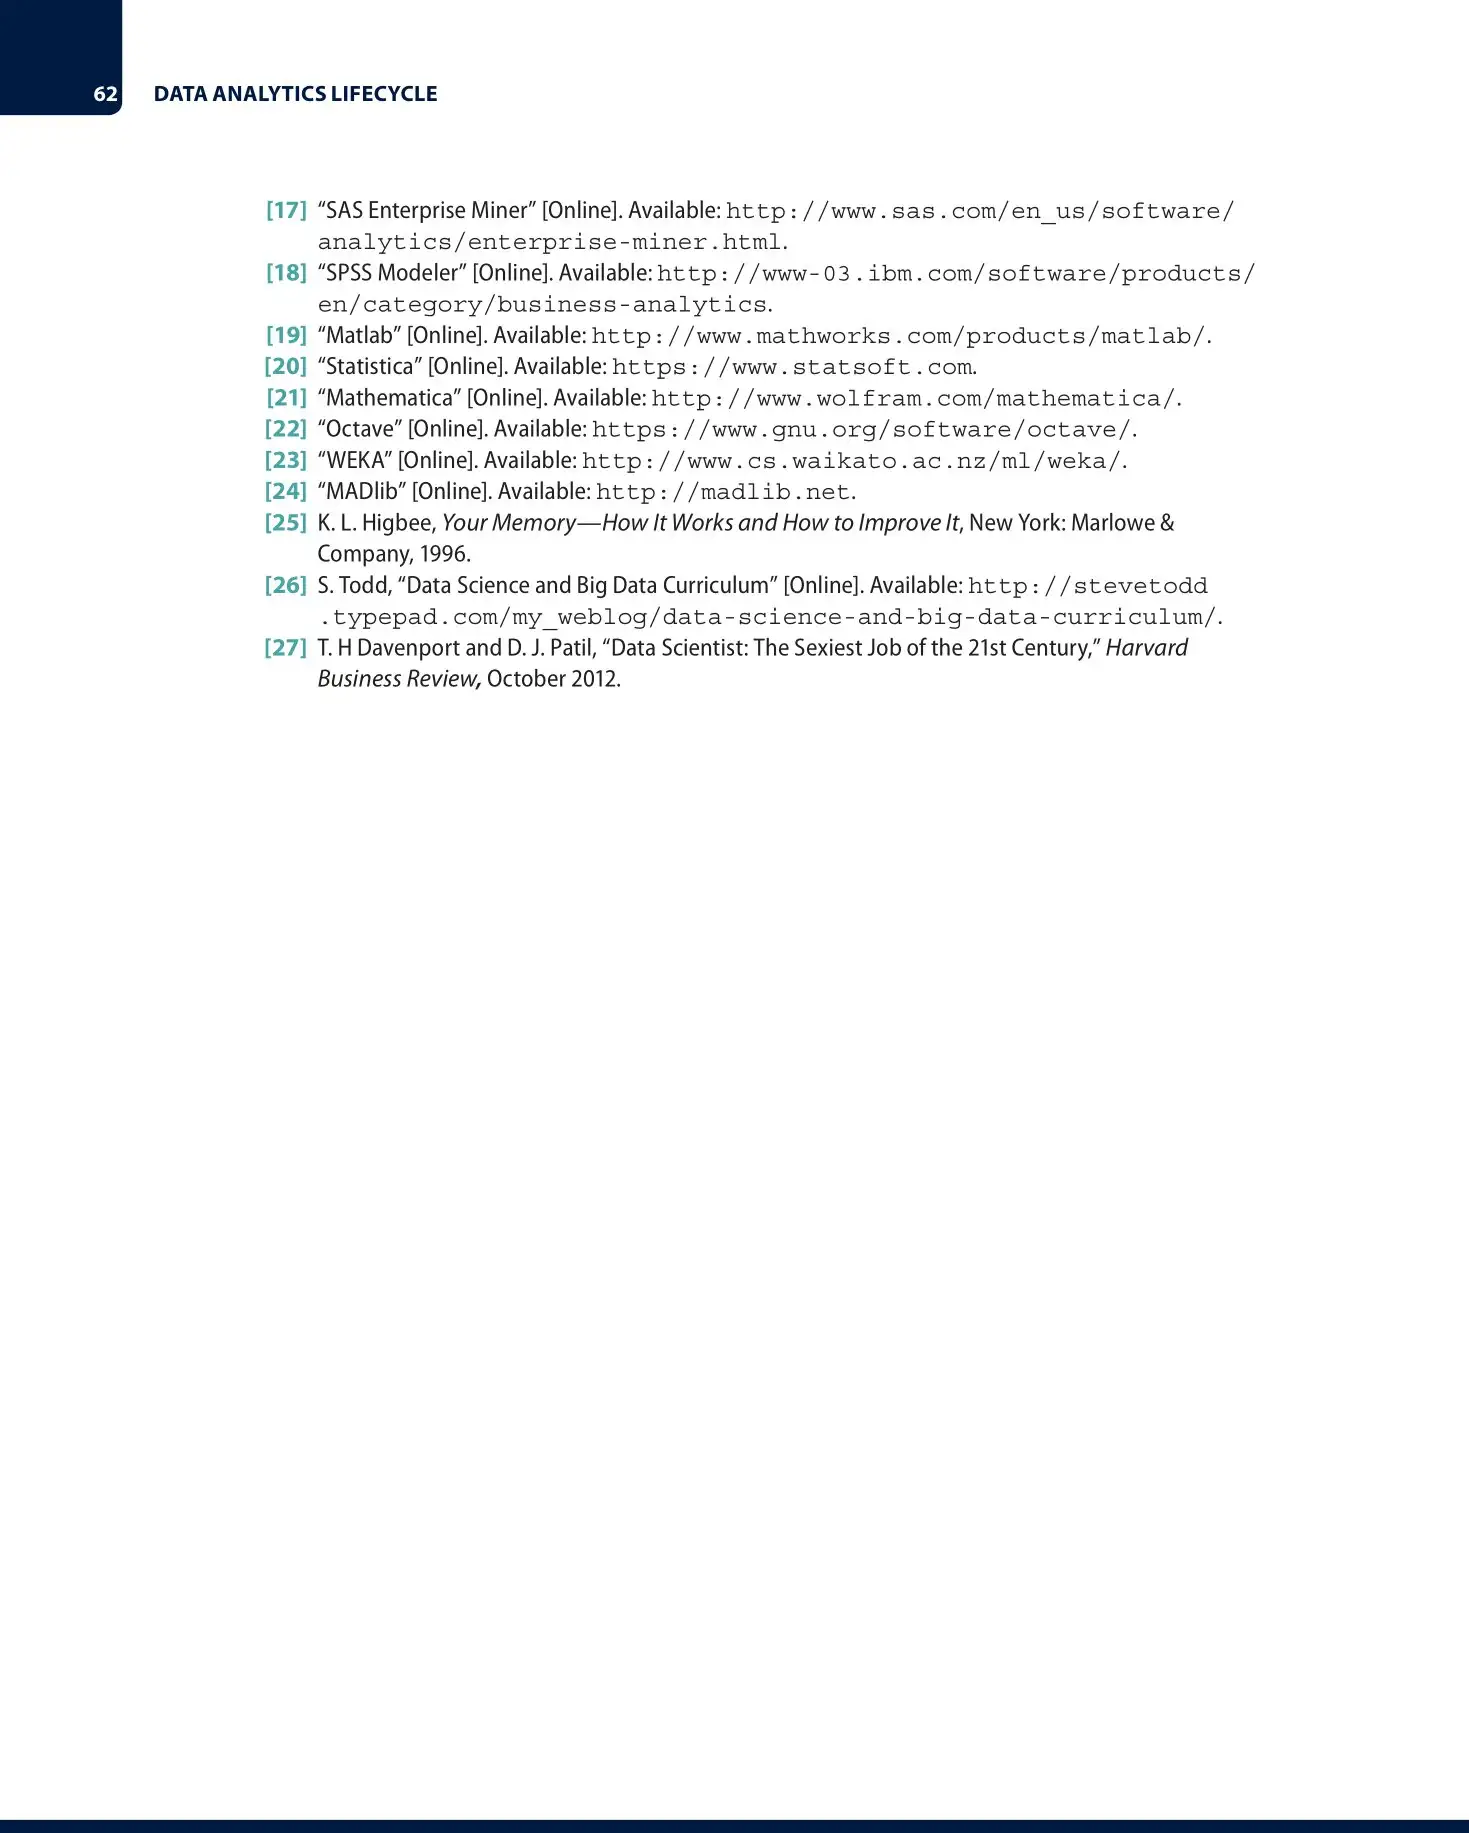 62 DATA ANALYTICS LIFECYCLE
[17] “SAS Enterprise Miner” [Online]. Available: http://www.sas.com/en_us/software/
analytics/enterprise-miner.html.
[18] “SPSS Modeler” [Online]. Available: http://www-03.ibm.com/software/products/
en/category/business-analytics.
[19] “Matlab” [Online]. Available: http://www.mathworks.com/products/matlab/.
[20] “Statistica” [Online]. Available: https://www.statsoft.com.
[21] “Mathematica” [Online]. Available: http://www.wolfram.com/mathematica/.
[22] “Octave” [Online]. Available: https://www.gnu.org/software/octave/.
[23] “WEKA” [Online]. Available: http://www.cs.waikato.ac.nz/ml/weka/.
[24] “MADlib” [Online]. Available: http://madlib.net.
[25] K. L. Higbee, Your Memory—How It Works and How to Improve It, New York: Marlowe &
Company, 1996.
[26] S. Todd, “Data Science and Big Data Curriculum” [Online]. Available: http://stevetodd
.typepad.com/my_weblog/data-science-and-big-data-curriculum/.
[27] T. H Davenport and D. J. Patil, “Data Scientist: The Sexiest Job of the 21st Century,” Harvard
Business Review, October 2012.